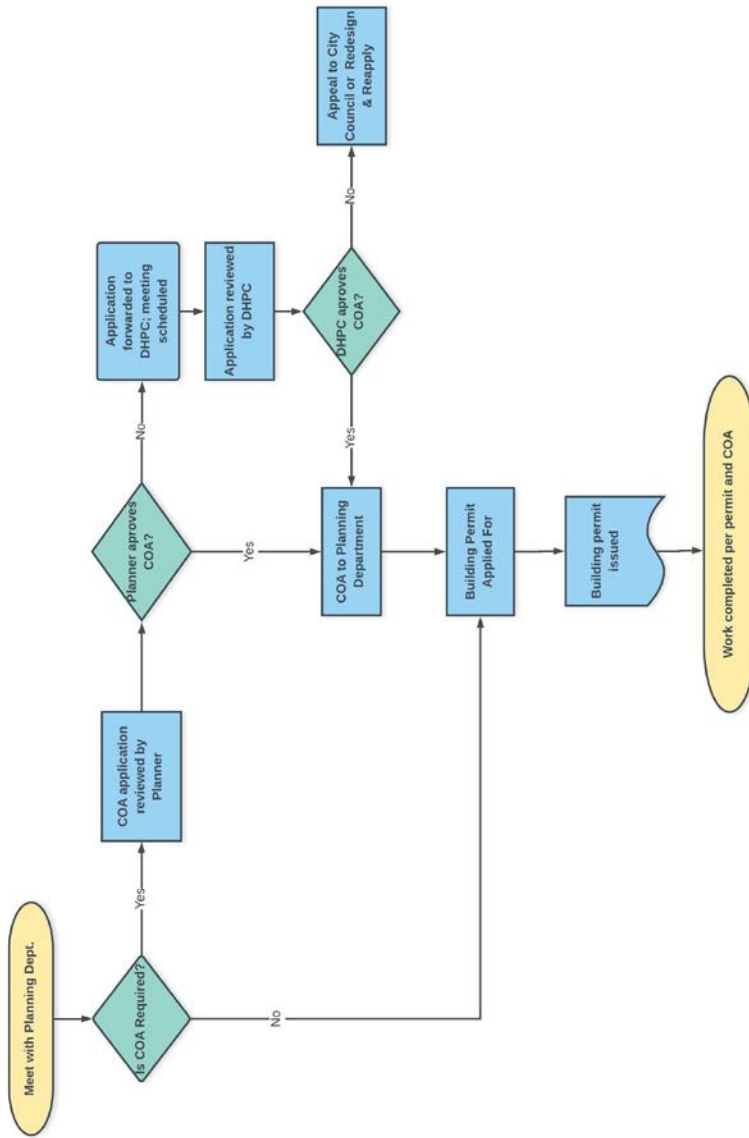 Meet with Planning Dept.
Is COA Required?
Yes
No
COA application
reviewed by
Planner
Planner aproves
COA?
No
Yes
Application
forwarded to
DHPC; meeting
scheduled
Application reviewed
by DHPC
DHPC aproves
COA?
No
Yes
Appeal to City
Council or Redesign
& Reapply
COA to Planning
Department
Building Permit
Applied For
Building permit
issued
Work completed per permit and COA